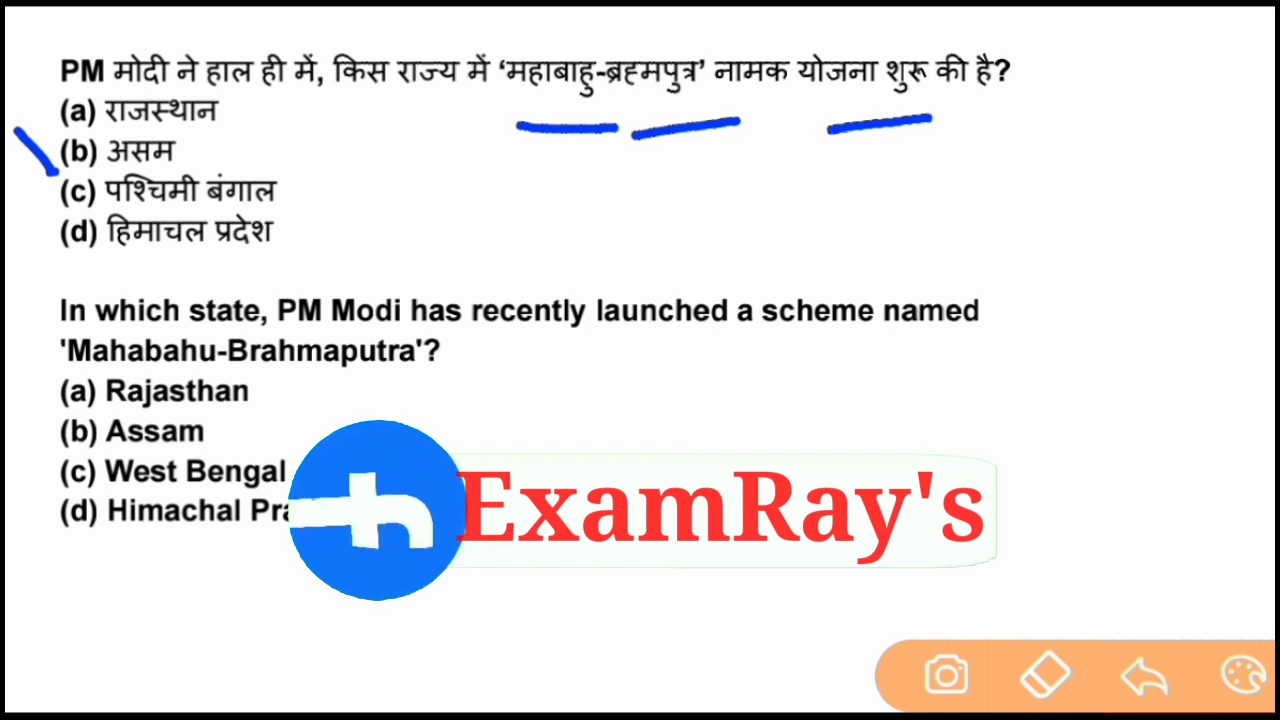 PM मोदी ने हाल ही में, किस राज्य में ‘महाबाहु-ब्रह्मपुत्र’ नामक योजना शुरू की है?
(a) राजस्थान
(b) असम
(c) पश्चिमी बंगाल
(d) हिमाचल प्रदेश
In which state, PM Modi has recently launched a scheme named
'Mahabahu-Brahmaputra'?
(a) Rajasthan
(b) Assam
(c) West Bengal
(d) Himachal
ExamRay's